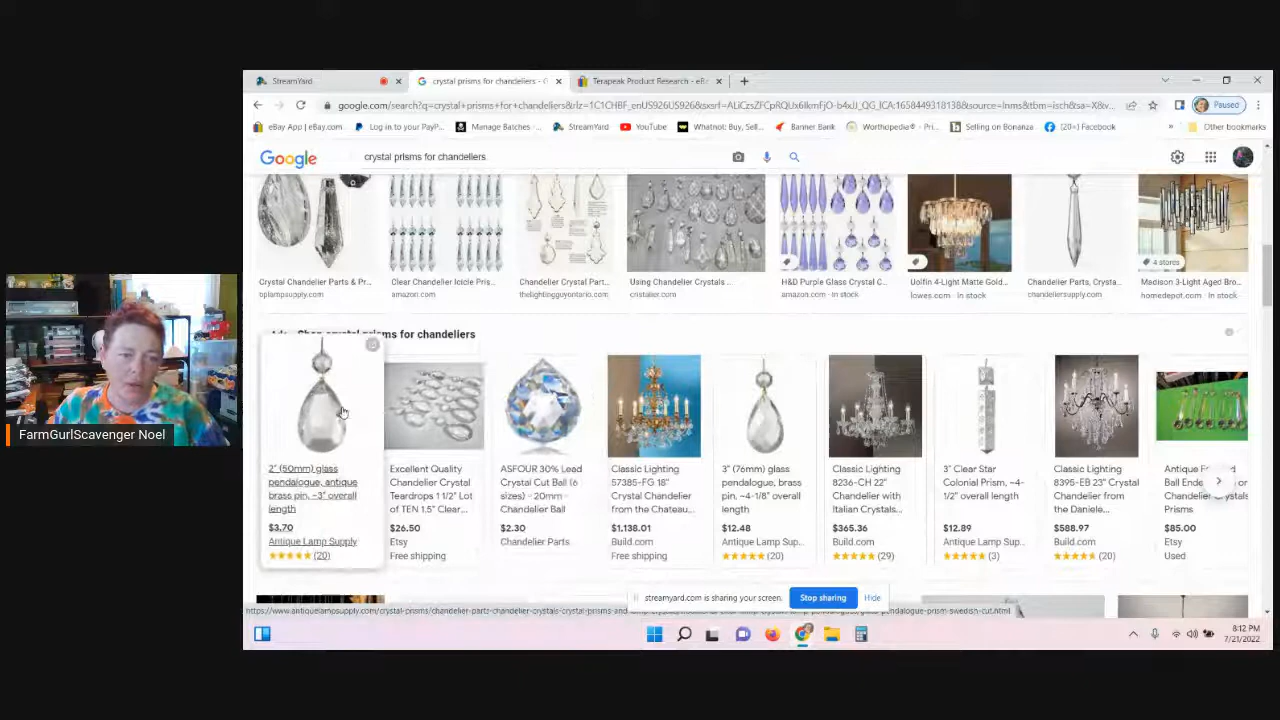 StreamYard
crystal prisms for chandeliers - G
Terapeak Product Research - eB
Paused
eBay App | eBay.com
Log in to your PayP...
Manage Batches -...
StreamYard
YouTube
Whatnot: Buy, Sell...
Banner Bank
Worthopedia® - Pri...
Selling on Bonanza
(20+) Facebook
»
Other bookmarks
Google
crystal prisms for chandeliers
Crystal Chandelier Parts & Pr...
Clear Chandelier Icicle Pris...
amazon.com
Chandelier Crystal Part...
thelightingguyontario.com
Using Chandelier Crystals ...
cristalier.com
H&D Purple Glass Crystal C...
amazon.com · In stock
Uolfin 4-Light Matte Gold...
lowes.com · In stock
Chandelier Parts, Crysta...
chandeliersupply.com
4 stores
Madison 3-Light Aged Bro...
homedepot.com · In stock
crystal prisms for chandeliers
2" (50mm) glass
pendalogue, antique
brass pin, ~3" overall
length
$3.70
Antique Lamp Supply
(20)
Excellent Quality
Chandelier Crystal
Teardrops 1 1/2" Lot
of TEN 1.5" Clear...
$26.50
Etsy
Free shipping
ASFOUR 30% Lead
Crystal Cut Ball (6
sizes) - 20mm -
Chandelier Ball
$2.30
Chandelier Parts
Classic Lighting
57385-FG 18"
Crystal Chandelier
from the Chateau...
$1,138.01
Build.com
Free shipping
3" (76mm) glass
pendalogue, brass
pin, ~4-1/8" overall
length
$12.48
Antique Lamp Sup...
(20)
Classic Lighting
8236-CH 22"
Chandelier with
Italian Crystals...
$365.36
Build.com
(29)
3" Clear Star
Colonial Prism, ~4-
1/2" overall length
$12.89
Antique Lamp Sup...
(3)
Classic Lighting
8395-EB 23" Crystal
Chandelier from
the Daniele...
$588.97
Build.com
(20)
Prisms
$85.00
Etsy
Used
streamyard.com is sharing your screen.
Stop sharing
Hide
8:12 PM
7/21/2022
FarmGurlScavenger Noel